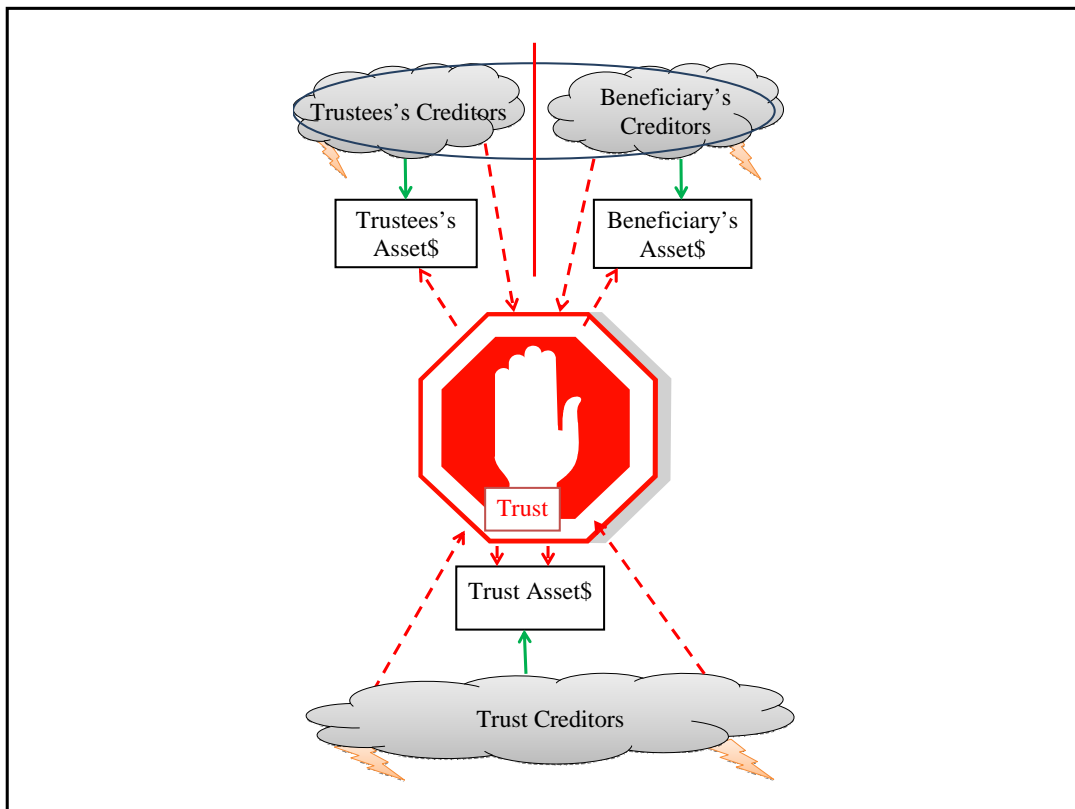 Trustees's Creditors
Beneficiary's
Creditors
Trustees’s
Asset$
Beneficiary’s
Asset$
Trust
Trust Asset$
Trust Creditors